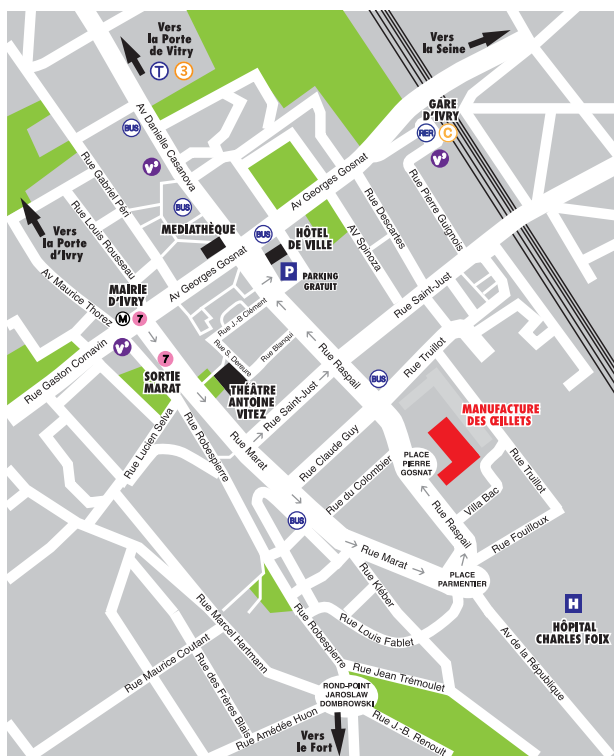 Vers
la Porte
de Vitry
T 3
Vers
la Seine
GARE
D'IVRY
RER C
BUS
Av Danielle Casanova
Rue Gabriel Péri
Rue Louis Rousseau
BUS
MEDIATHÈQUE
BUS
HÔTEL
DE VILLE
P
PARKING
GRATUIT
Av Georges Gosnat
Av Georges Gosnat
AV Spinoza
Rue Descartes
Rue Pierre Guignois
Vers
la Porte
d'Ivry
Av Maurice Thorez
MAIRIE
D'IVRY
M 7
Rue Gaston Cornavin
7
SORTIE
MARAT
Rue J.-B Clément
Rue S. Deniure
Rue Blanqui
THÉÂTRE
ANTOINE
VITEZ
Rue Raspail
BUS
Rue Saint-Just
Rue Saint-Just
Rue Truillot
MANUFACTURE
DES ŒILLETS
Rue Lucien Selva
Rue Robespierre
Rue Marat
Rue Claude Guy
Rue du Colombier
PLACE
PIERRE
GOSNAT
Rue Truillot
Villa Bac
Rue Raspail
Rue Fouilloux
BUS
Rue Marat
PLACE
PARMENTIER
Rue Kléber
Rue Louis Fablet
H
HÔPITAL
CHARLES FOIX
Av de la République
Rue Marcel Hartmann
Rue Maurice Coutant
Rue des Frères Blais
Rue Robespierre
Rue Jean Trémoulet
ROND-POINT
JAROSLAW
DOMBROWSKI
Rue Amédée Huon
Rue J.-B. Renoult
Vers
le Fort